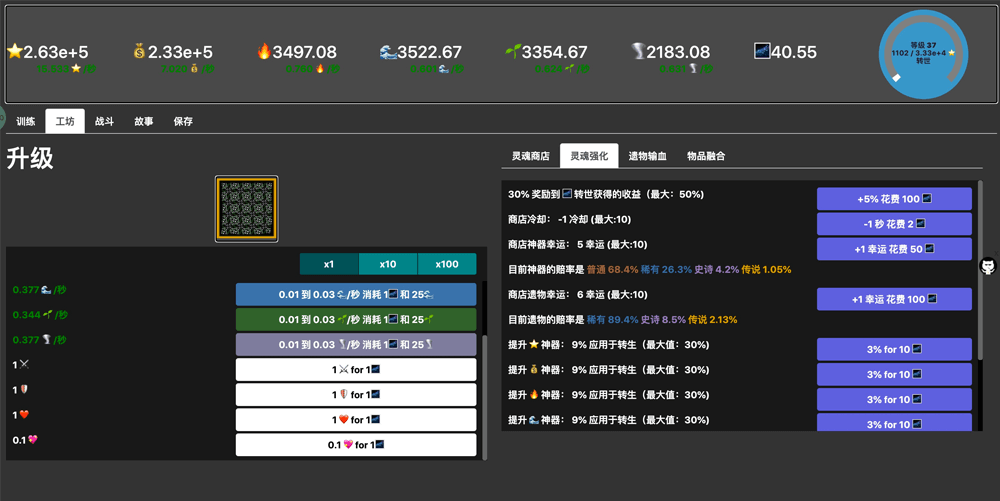 ⭐2.63e+5 💰2.33e+5 🔥3497.08 🌊3522.67 🌱3354.67 🌪️2183.08 40.55
等级 37
1102 / 3.33e+4 ⭐
转世
训练 工坊 战斗 故事 保存
升级
灵魂商店 灵魂强化 遗物输血 物品融合
x1 x10 x100
0.377 🌊/秒 0.01 到 0.03 🌊/秒 消耗 1 和 25🌊
0.344 🌱/秒 0.01 到 0.03 🌱/秒 消耗 1 和 25🌱
0.377 🌪️/秒 0.01 到 0.03 🌪️/秒 消耗 1 和 25🌪️
1 ⚔️ 1 ⚔️ for 1
1 🛡️ 1 🛡️ for 1
1 ❤️ 1 ❤️ for 1
0.1 💖 0.1 💖 for 1
30% 奖励到 转世获得的收益（最大：50%) +5% 花费 100
商店冷却： -1 冷却 (最大:10) -1 秒 花费 2
商店神器幸运： 5 幸运 (最大:10) +1 幸运 花费 50
目前神器的赔率是 普通 68.4% 稀有 26.3% 史诗 4.2% 传说 1.05%
商店遗物幸运： 6 幸运 (最大:10) +1 幸运 花费 100
目前遗物的赔率是 稀有 89.4% 史诗 8.5% 传说 2.13%
提升 ⭐ 神器： 9% 应用于转生（最大值：30%) 3% for 10
提升 💰 神器： 9% 应用于转生（最大值：30%) 3% for 10
提升 🔥 神器： 9% 应用于转生（最大值：30%) 3% for 10
提升 🌊 神器： 9% 应用于转生（最大值：30%) 3% for 10